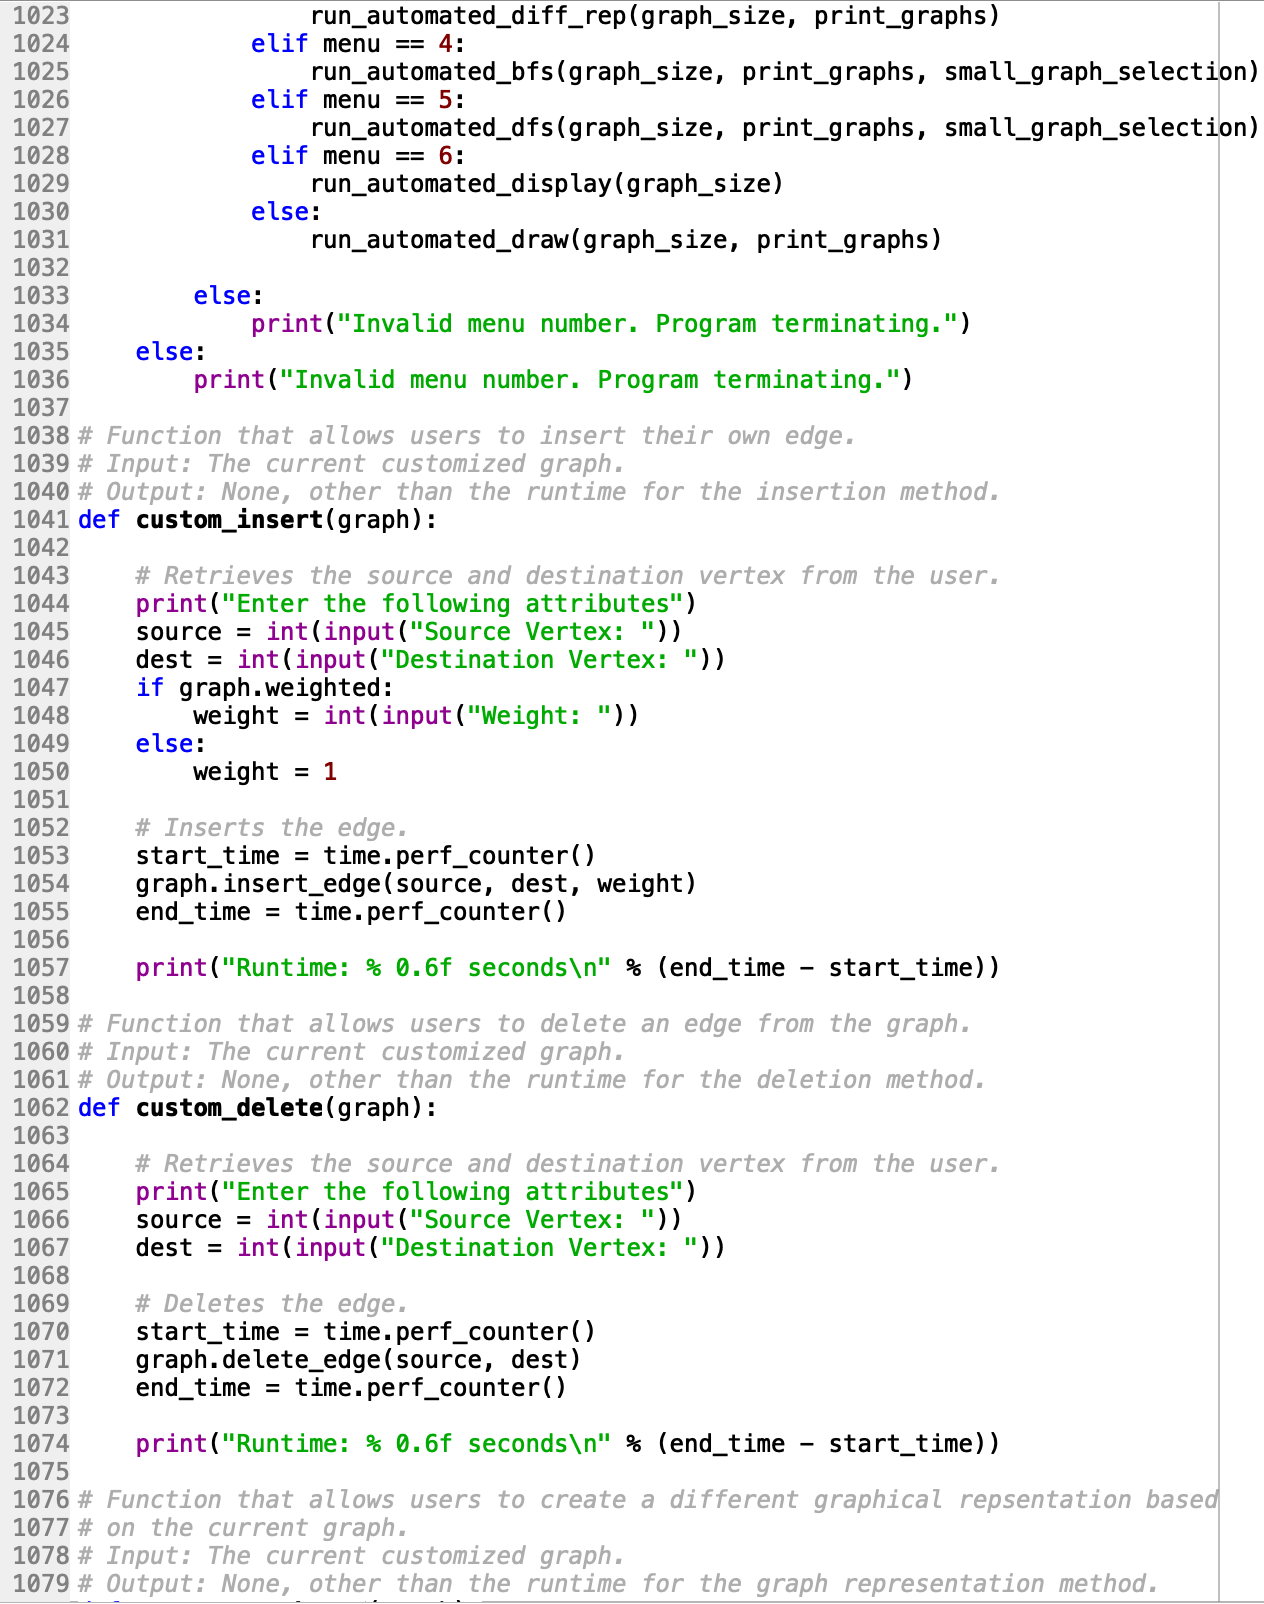 1023                 run_automated_diff_rep(graph_size, print_graphs)
1024             elif menu == 4:
1025                 run_automated_bfs(graph_size, print_graphs, small_graph_selection)
1026             elif menu == 5:
1027                 run_automated_dfs(graph_size, print_graphs, small_graph_selection)
1028             elif menu == 6:
1029                 run_automated_display(graph_size)
1030             else:
1031                 run_automated_draw(graph_size, print_graphs)
1032
1033         else:
1034             print("Invalid menu number. Program terminating.")
1035     else:
1036         print("Invalid menu number. Program terminating.")
1037
1038 # Function that allows users to insert their own edge.
1039 # Input: The current customized graph.
1040 # Output: None, other than the runtime for the insertion method.
1041 def custom_insert(graph):
1042
1043     # Retrieves the source and destination vertex from the user.
1044     print("Enter the following attributes")
1045     source = int(input("Source Vertex: "))
1046     dest = int(input("Destination Vertex: "))
1047     if graph.weighted:
1048         weight = int(input("Weight: "))
1049     else:
1050         weight = 1
1051
1052     # Inserts the edge.
1053     start_time = time.perf_counter()
1054     graph.insert_edge(source, dest, weight)
1055     end_time = time.perf_counter()
1056
1057     print("Runtime: % 0.6f seconds\n" % (end_time - start_time))
1058
1059 # Function that allows users to delete an edge from the graph.
1060 # Input: The current customized graph.
1061 # Output: None, other than the runtime for the deletion method.
1062 def custom_delete(graph):
1063
1064     # Retrieves the source and destination vertex from the user.
1065     print("Enter the following attributes")
1066     source = int(input("Source Vertex: "))
1067     dest = int(input("Destination Vertex: "))
1068
1069     # Deletes the edge.
1070     start_time = time.perf_counter()
1071     graph.delete_edge(source, dest)
1072     end_time = time.perf_counter()
1073
1074     print("Runtime: % 0.6f seconds\n" % (end_time - start_time))
1075
1076 # Function that allows users to create a different graphical repsentation based
1077 # on the current graph.
1078 # Input: The current customized graph.
1079 # Output: None, other than the runtime for the graph representation method.